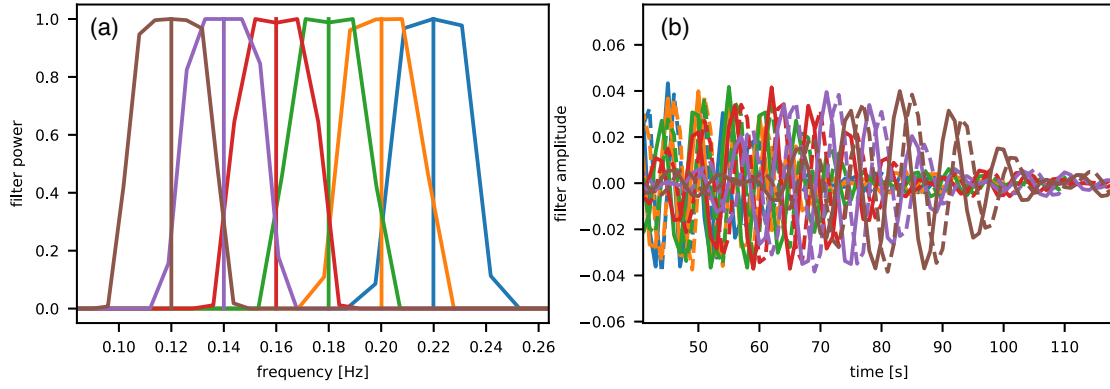 (a)
1.0
0.8
0.6
0.4
0.2
0.0
filter power
0.10 0.12 0.14 0.16 0.18 0.20 0.22 0.24 0.26
frequency [Hz]
(b)
0.06
0.04
0.02
0.00
−0.02
−0.04
−0.06
filter amplitude
50 60 70 80 90 100 110
time [s]